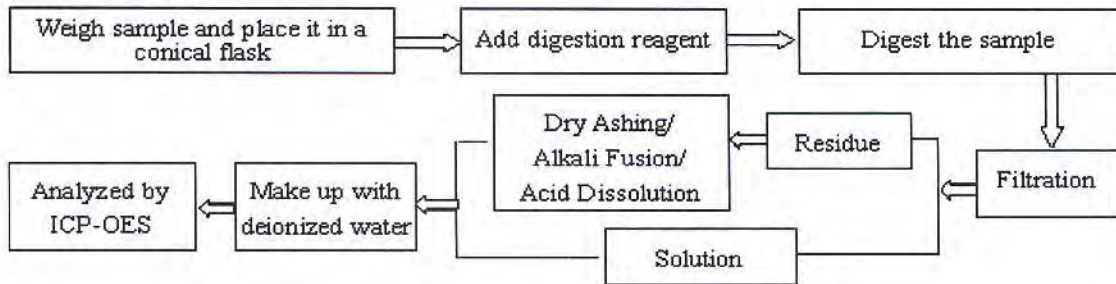 Weigh sample and place it in a
conical flask
Add digestion reagent
Digest the sample
Filtration
Residue
Solution
Dry Ashing/
Alkali Fusion/
Acid Dissolution
Make up with
deionized water
Analyzed by
ICP-OES